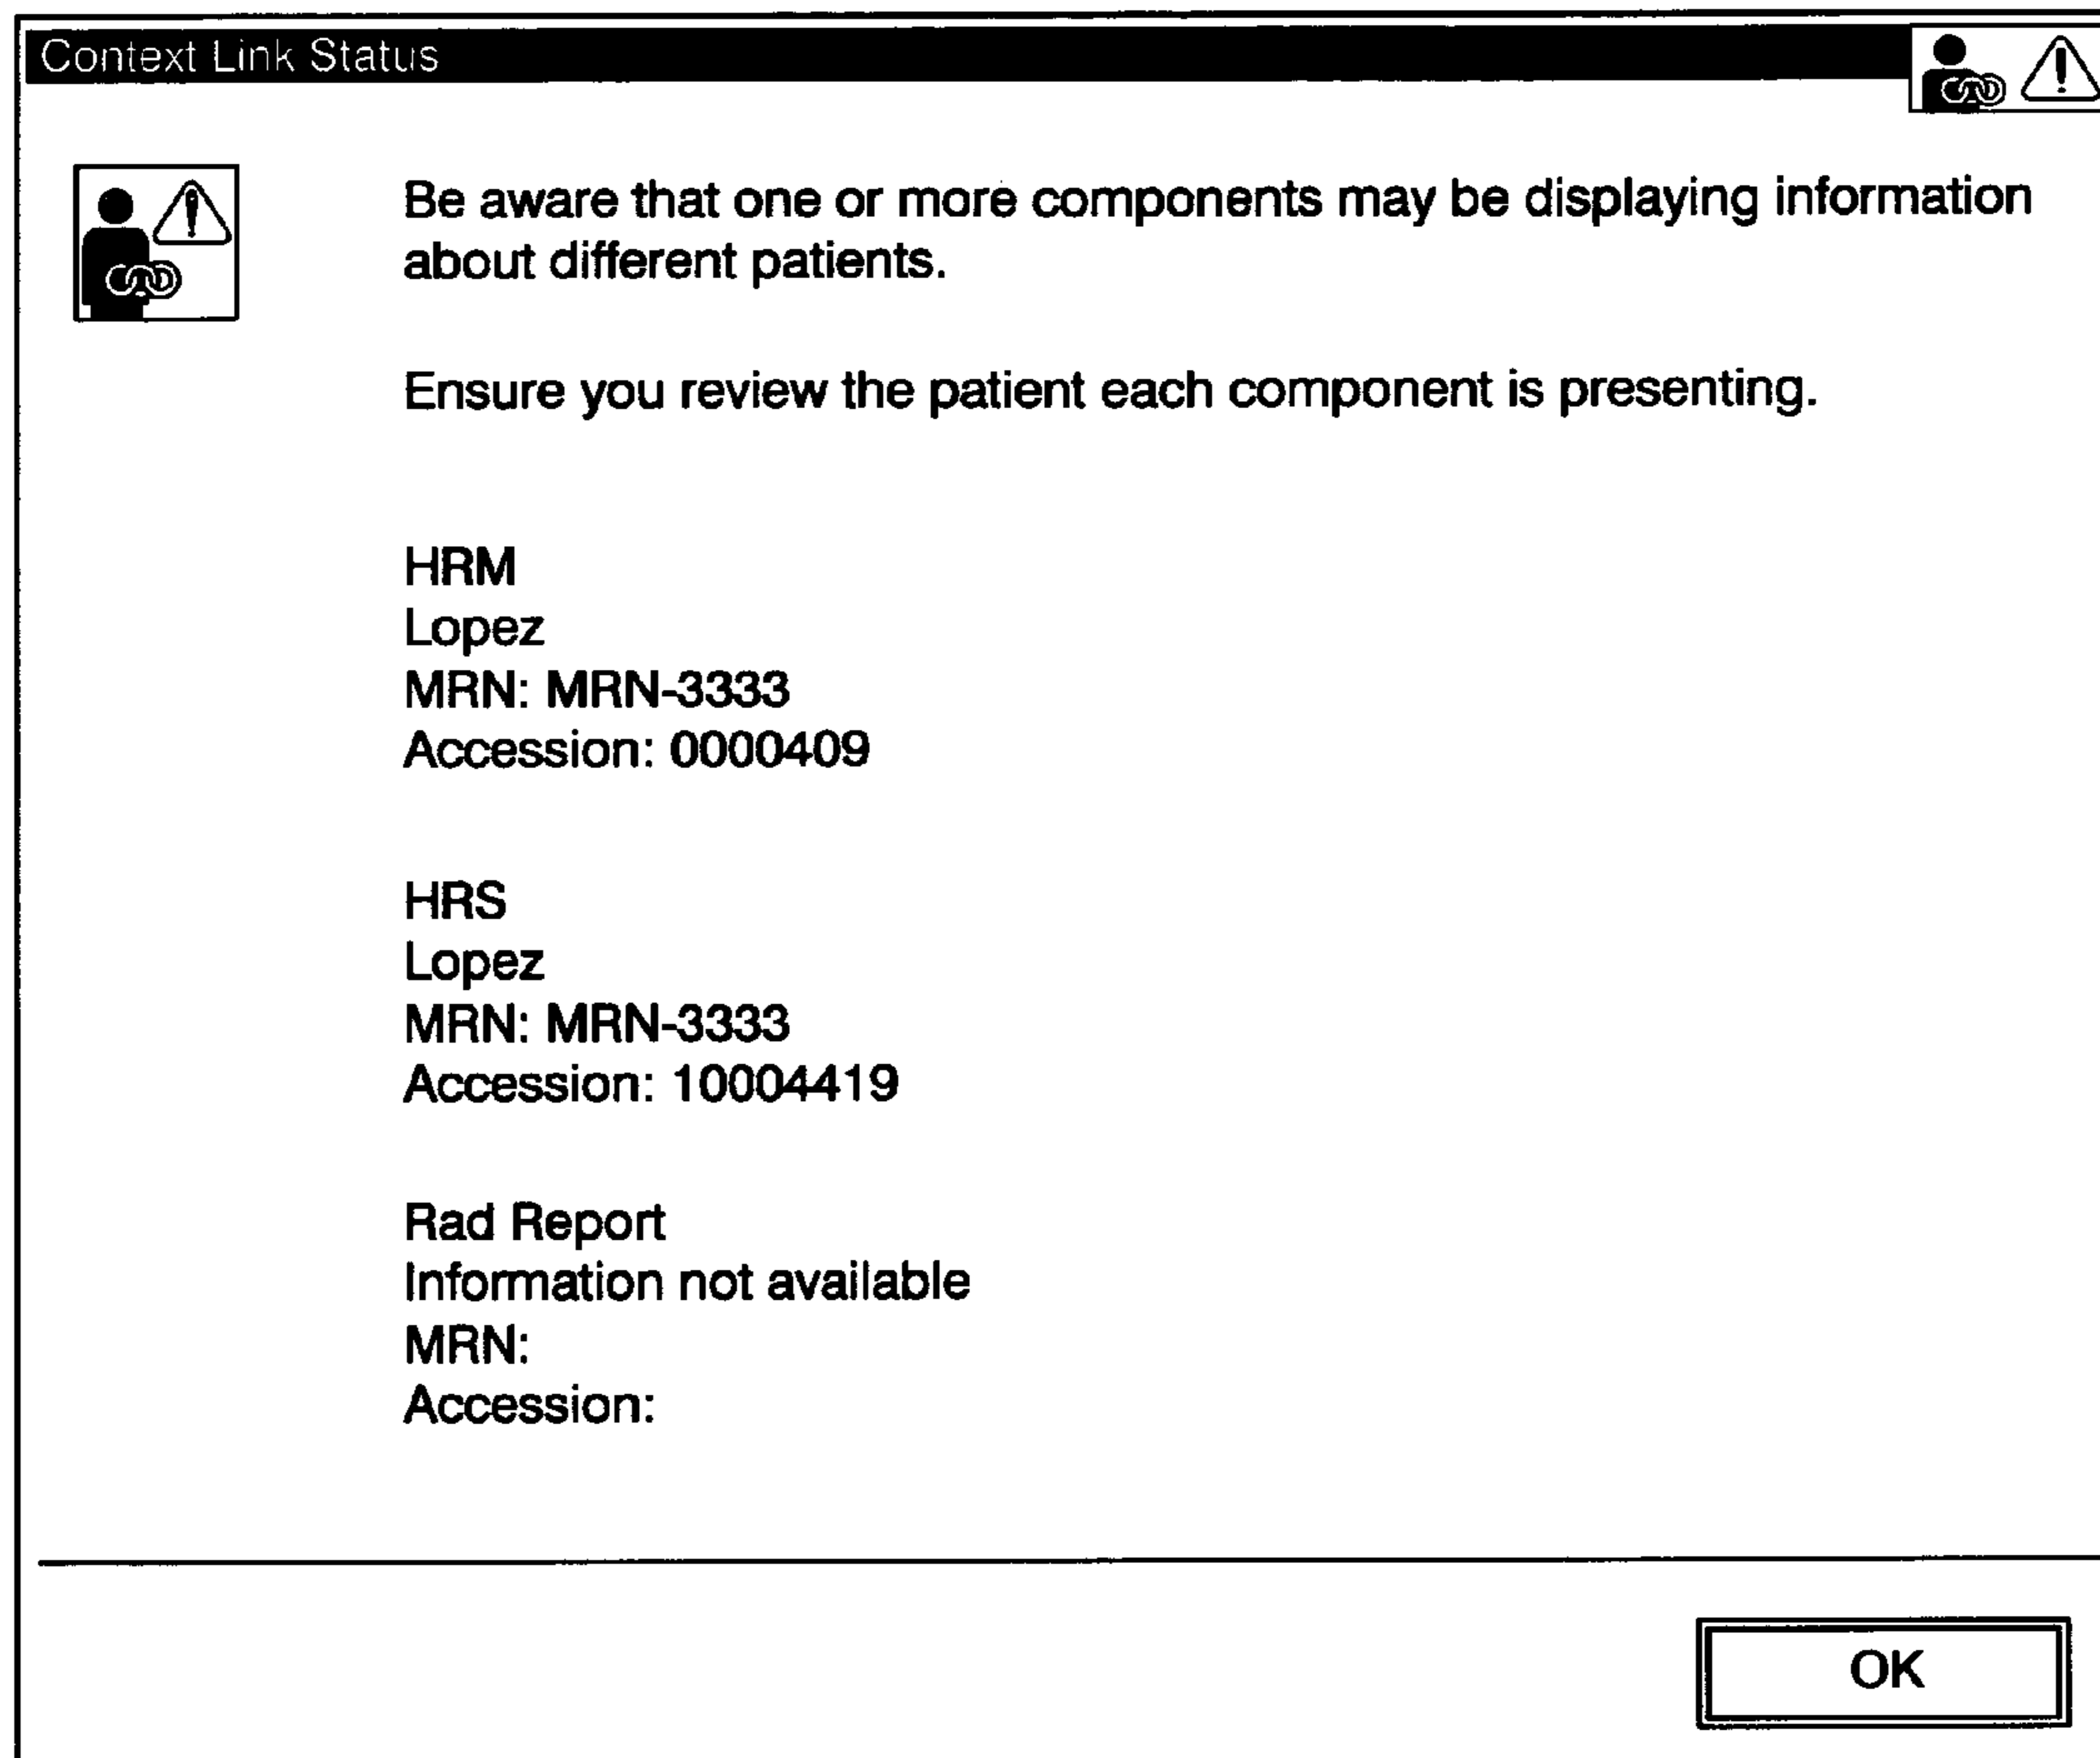 Context Link Status
Be aware that one or more components may be displaying information
about different patients.
Ensure you review the patient each component is presenting.
HRM
Lopez
MRN: MRN-3333
Accession: 0000409
HRS
Lopez
MRN: MRN-3333
Accession: 10004419
Rad Report
Information not available
MRN:
Accession:
OK